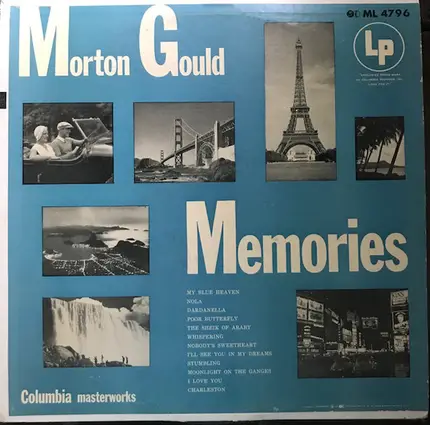 ML 4796
Morton Gould
LP
Memories
MY BLUE HEAVEN
NOLA
DARDANELLA
POOR BUTTERFLY
THE SHEIK OF ARABY
WHISPERING
NOBODY'S SWEETHEART
I'LL SEE YOU IN MY DREAMS
STUMBLING
MOONLIGHT ON THE GANGES
I LOVE YOU
CHARLESTON
Columbia masterworks